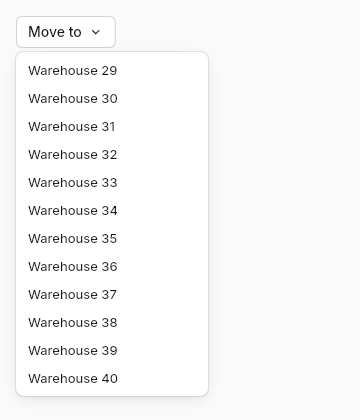 Move to
Warehouse 29
Warehouse 30
Warehouse 31
Warehouse 32
Warehouse 33
Warehouse 34
Warehouse 35
Warehouse 36
Warehouse 37
Warehouse 38
Warehouse 39
Warehouse 40